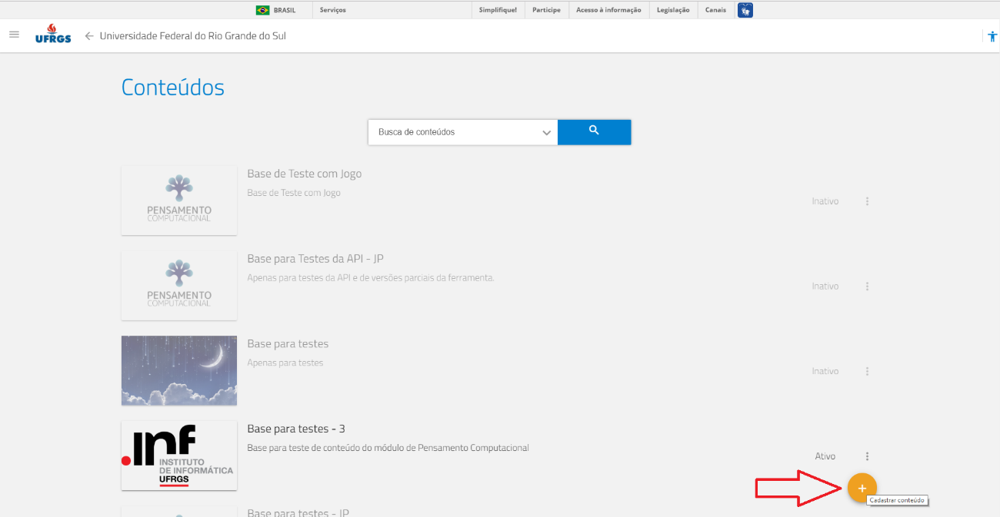 BRASIL
Serviços
Simplifique!
Participe
Acesso à informação
Legislação
Canais
UFRGS
Universidade Federal do Rio Grande do Sul
Conteúdos
Busca de conteúdos
PENSAMENTO
COMPUTACIONAL
Base de Teste com Jogo
Base de Teste com Jogo
Inativo
PENSAMENTO
COMPUTACIONAL
Base para Testes da API - JP
Apenas para testes da API e de versões parciais da ferramenta.
Inativo
Base para testes
Apenas para testes
Inativo
.inf
INSTITUTO
DE INFORMÁTICA
UFRGS
Base para testes - 3
Base para teste de conteúdo do módulo de Pensamento Computacional
Ativo
+
Cadastrar conteúdo
Base para testes - JP